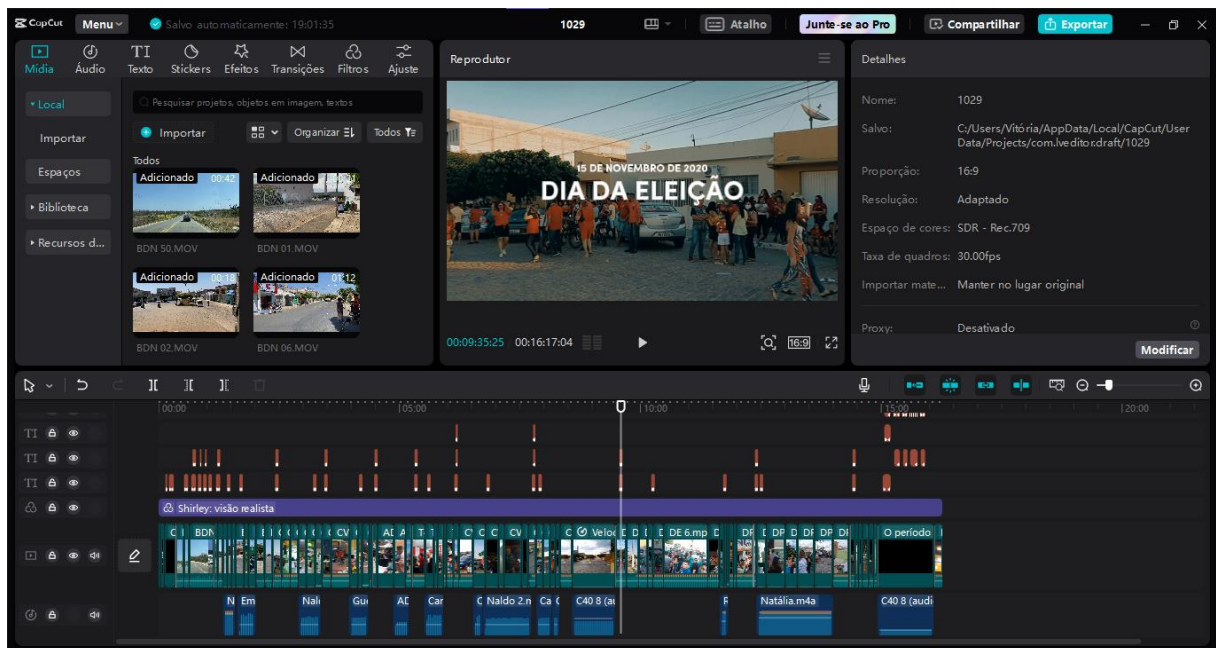 CapCut
Menu
Salvo automaticamente: 19:01:35
1029
Atalho
Junte-se ao Pro
Compartilhar
Exportar
Mídia
Áudio
Texto
Stickers
Efeitos
Transições
Filtros
Ajuste
Local
Importar
Espaços
Biblioteca
Recursos d...
Pesquisar projetos, objetos em imagem, textos
Importar
Organizar
Todos
Todos
Adicionado 00:42
Adicionado
BDN 50.MOV
BDN 01.MOV
Adicionado 00:18
Adicionado 01:12
BDN 02.MOV
BDN 06.MOV
Reprodutor
15 DE NOVEMBRO DE 2020
DIA DA ELEIÇÃO
00:09:35:25 00:16:17:04
16:9
Detalhes
Nome: 1029
Salvo: C:/Users/Vitória/AppData/Local/CapCut/User
Data/Projects/com.lveditor.draft/1029
Proporção: 16:9
Resolução: Adaptado
Espaço de cores: SDR - Rec.709
Taxa de quadros: 30.00fps
Importar mate... Manter no lugar original
Proxy: Desativado
Modificar
00:00 05:00 10:00 15:00 20:00
TI
TI
TI
Shirley: visão realista
BDN
CV
CV
Veloc
DE 6.mp
DP
DP
O período
N Em Nal Gu AD Car C Naldo 2.n Ca C40 8 (au Natália.m4a C40 8 (audi